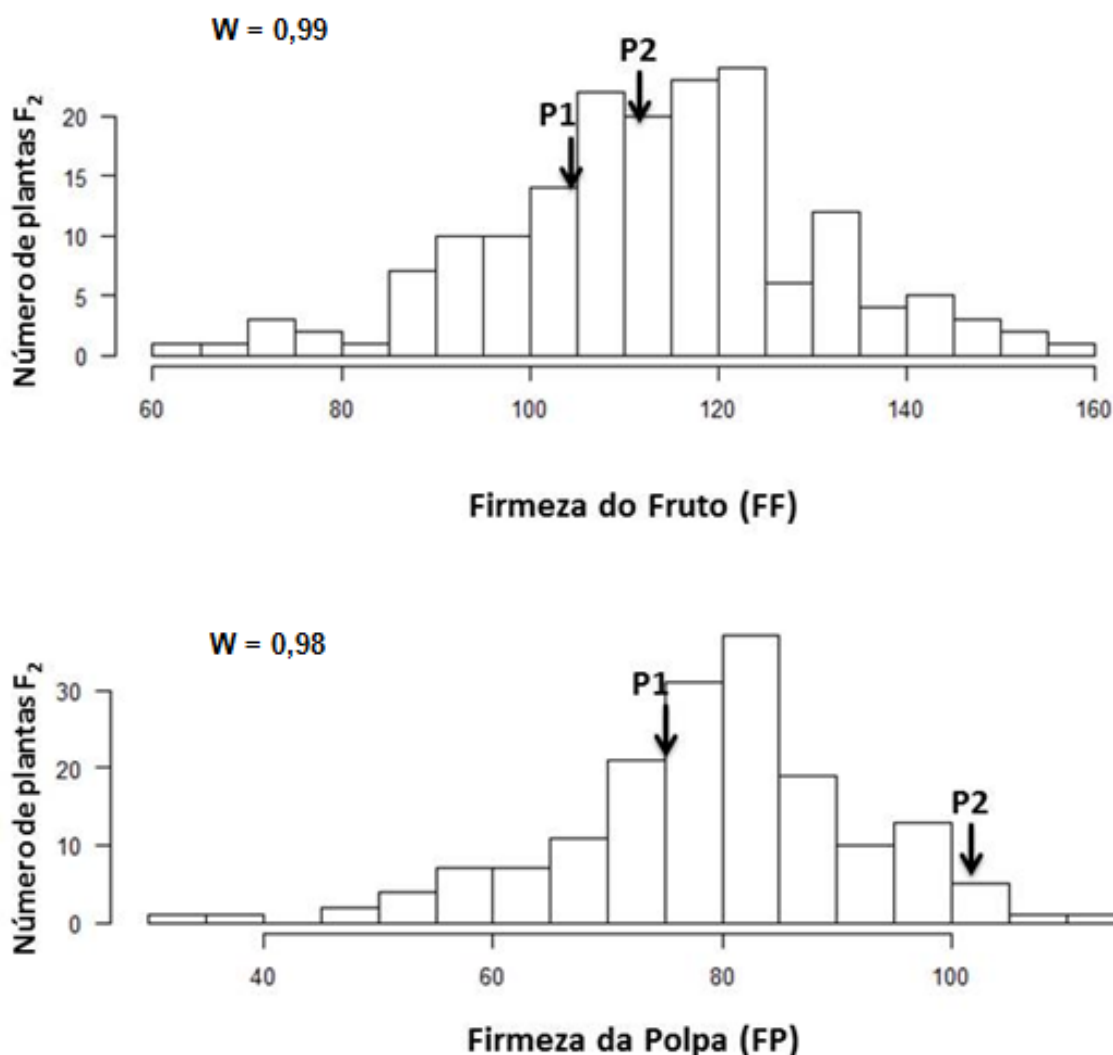 W = 0,99
P2
P1
Número de plantas F₂
20
15
10
5
0
60 80 100 120 140 160
Firmeza do Fruto (FF)
W = 0,98
P1
P2
Número de plantas F₂
30
20
10
0
40 60 80 100
Firmeza da Polpa (FP)